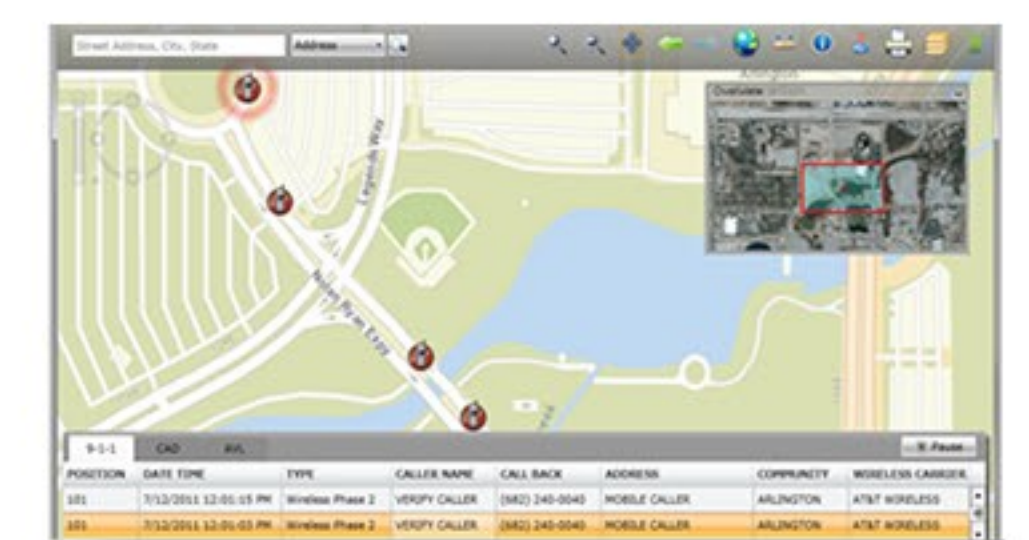 Street Address, City, State Address
Arlington
Overview
Legends Way
Nolan Ryan Expy
9-1-1 CAD AVL Pause
POSITION DATE TIME TYPE CALLER NAME CALL BACK ADDRESS COMMUNITY WIRELESS CARRIER
101 7/12/2011 12:01:15 PM Wireless Phase 2 VERIFY CALLER (682) 240-0040 MOBILE CALLER ARLINGTON AT&T WIRELESS
101 7/12/2011 12:01:03 PM Wireless Phase 2 VERIFY CALLER (682) 240-0040 MOBILE CALLER ARLINGTON AT&T WIRELESS